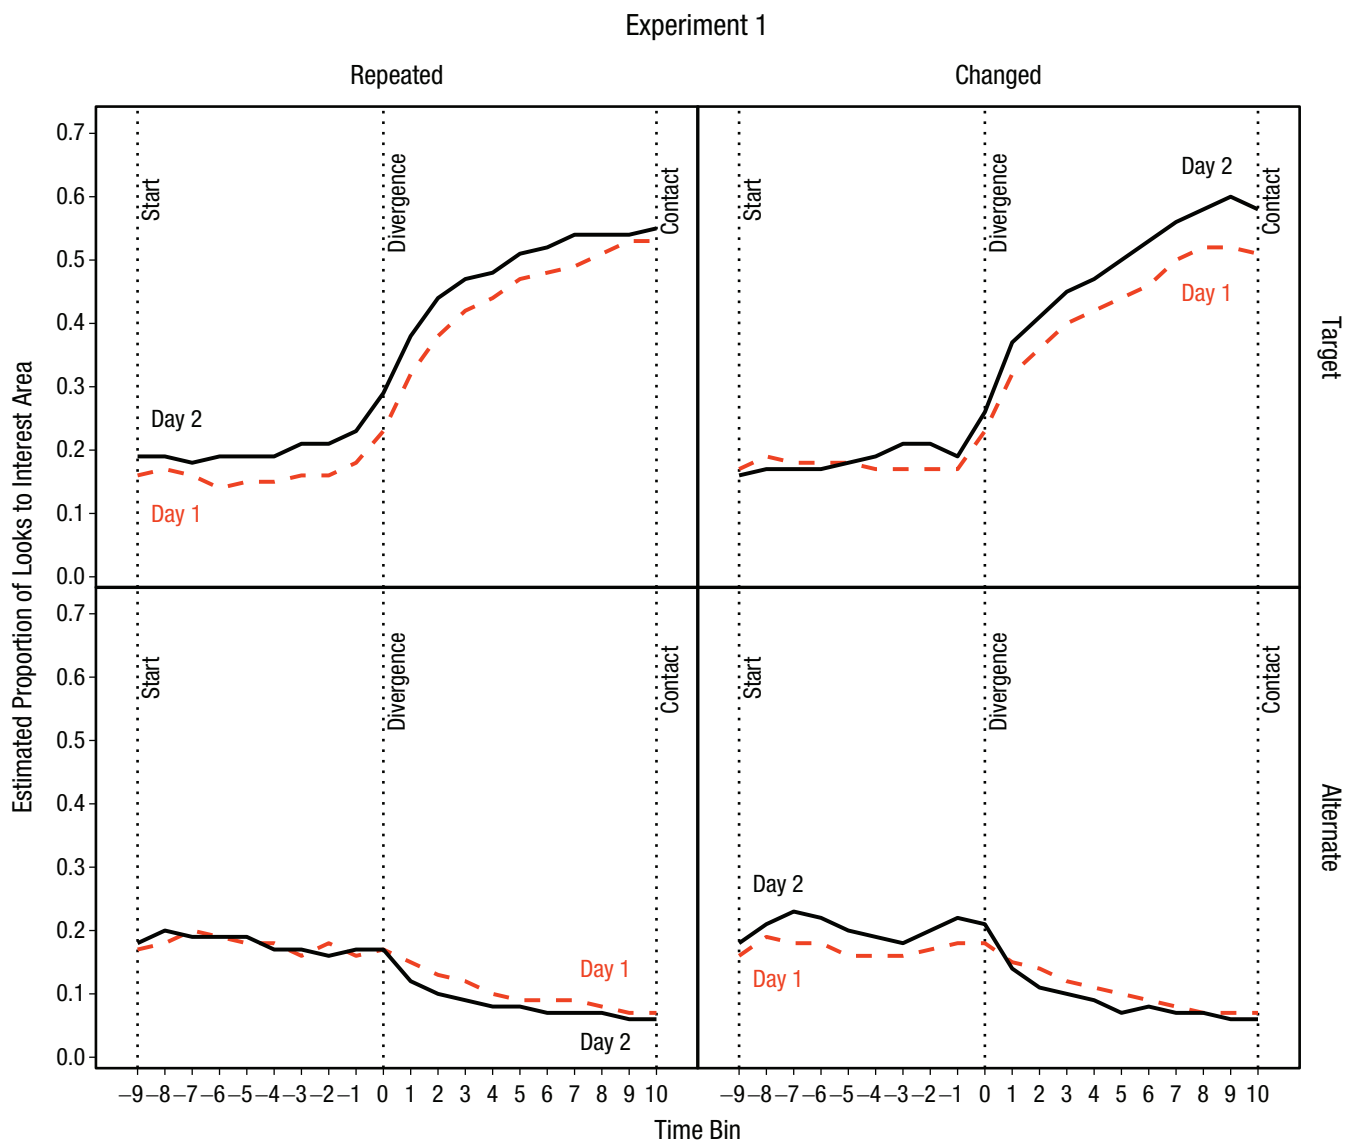 Experiment 1
Repeated
Changed
Estimated Proportion of Looks to Interest Area
0.7
0.6
0.5
0.4
0.3
0.2
0.1
0.0
Start
Divergence
Contact
Day 2
Day 1
Start
Divergence
Contact
Day 2
Day 1
Target
0.7
0.6
0.5
0.4
0.3
0.2
0.1
0.0
Start
Divergence
Contact
Day 1
Day 2
Start
Divergence
Contact
Day 2
Day 1
Alternate
–9 –8 –7 –6 –5 –4 –3 –2 –1 0 1 2 3 4 5 6 7 8 9 10
–9 –8 –7 –6 –5 –4 –3 –2 –1 0 1 2 3 4 5 6 7 8 9 10
Time Bin